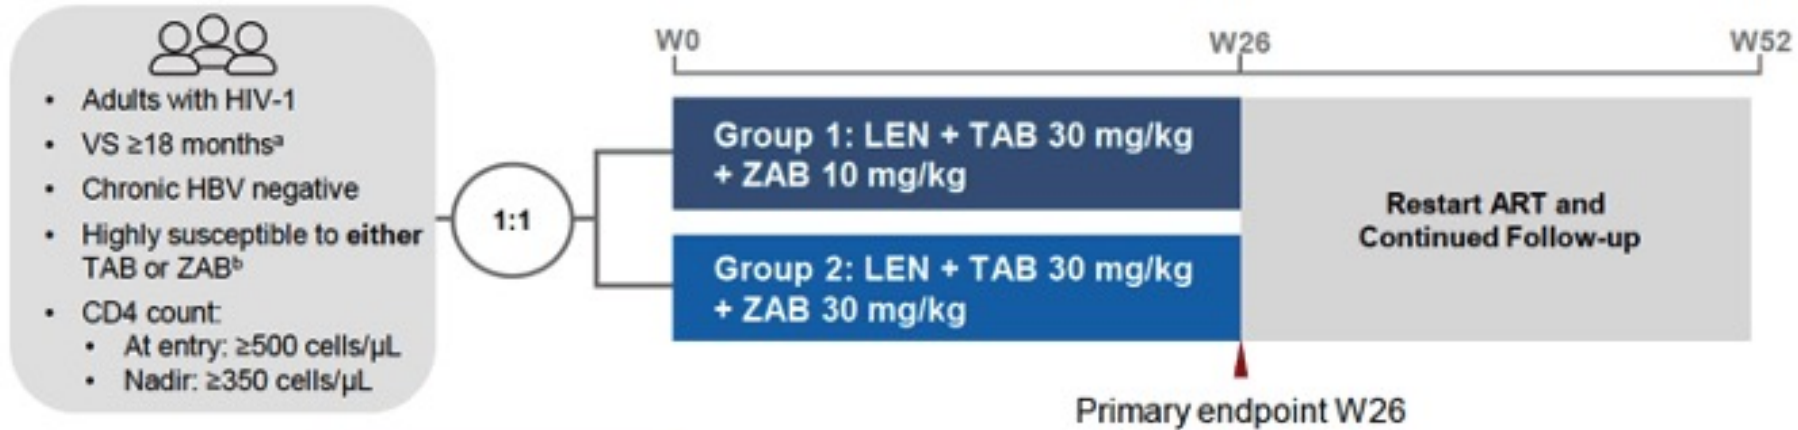 • Adults with HIV-1
• VS ≥18 monthsᵃ
• Chronic HBV negative
• Highly susceptible to either
TAB or ZABᵇ
• CD4 count:
• At entry: ≥500 cells/µL
• Nadir: ≥350 cells/µL
1:1
W0
W26
W52
Group 1: LEN + TAB 30 mg/kg
+ ZAB 10 mg/kg
Group 2: LEN + TAB 30 mg/kg
+ ZAB 30 mg/kg
Restart ART and
Continued Follow-up
Primary endpoint W26